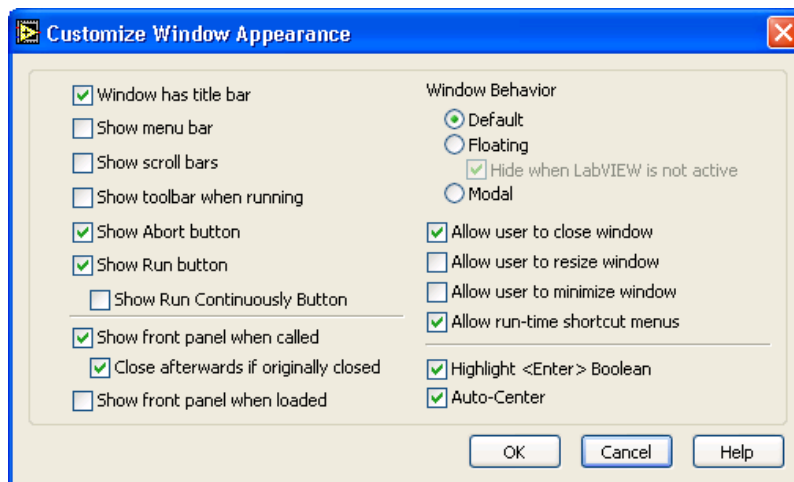 Customize Window Appearance
Window has title bar
Show menu bar
Show scroll bars
Show toolbar when running
Show Abort button
Show Run button
Show Run Continuously Button
Show front panel when called
Close afterwards if originally closed
Show front panel when loaded
Window Behavior
Default
Floating
Hide when LabVIEW is not active
Modal
Allow user to close window
Allow user to resize window
Allow user to minimize window
Allow run-time shortcut menus
Highlight <Enter> Boolean
Auto-Center
OK Cancel Help